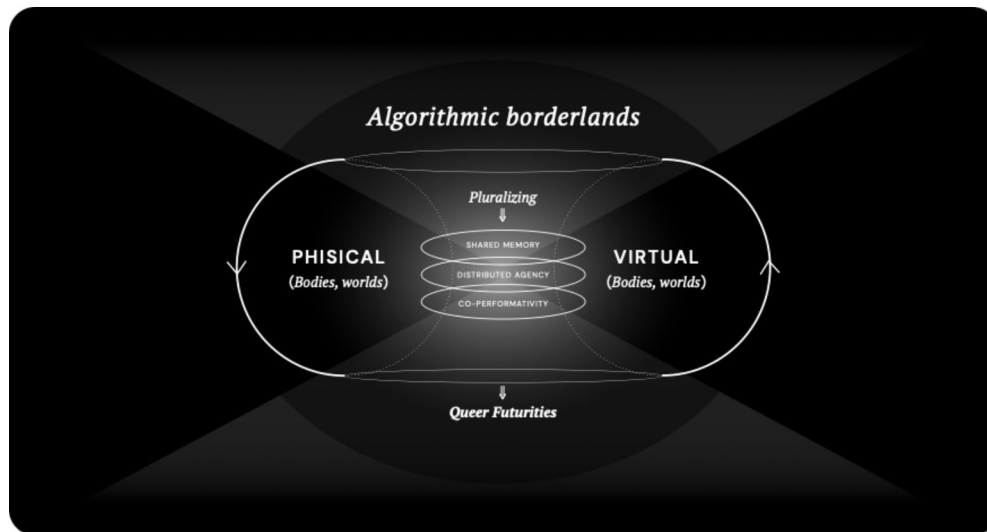 Algorithmic borderlands
Pluralizing
SHARED MEMORY
PHISICAL
(Bodies, worlds)
DISTRIBUTED AGENCY
VIRTUAL
(Bodies, worlds)
CO-PERFORMATIVITY
Queer Futurities